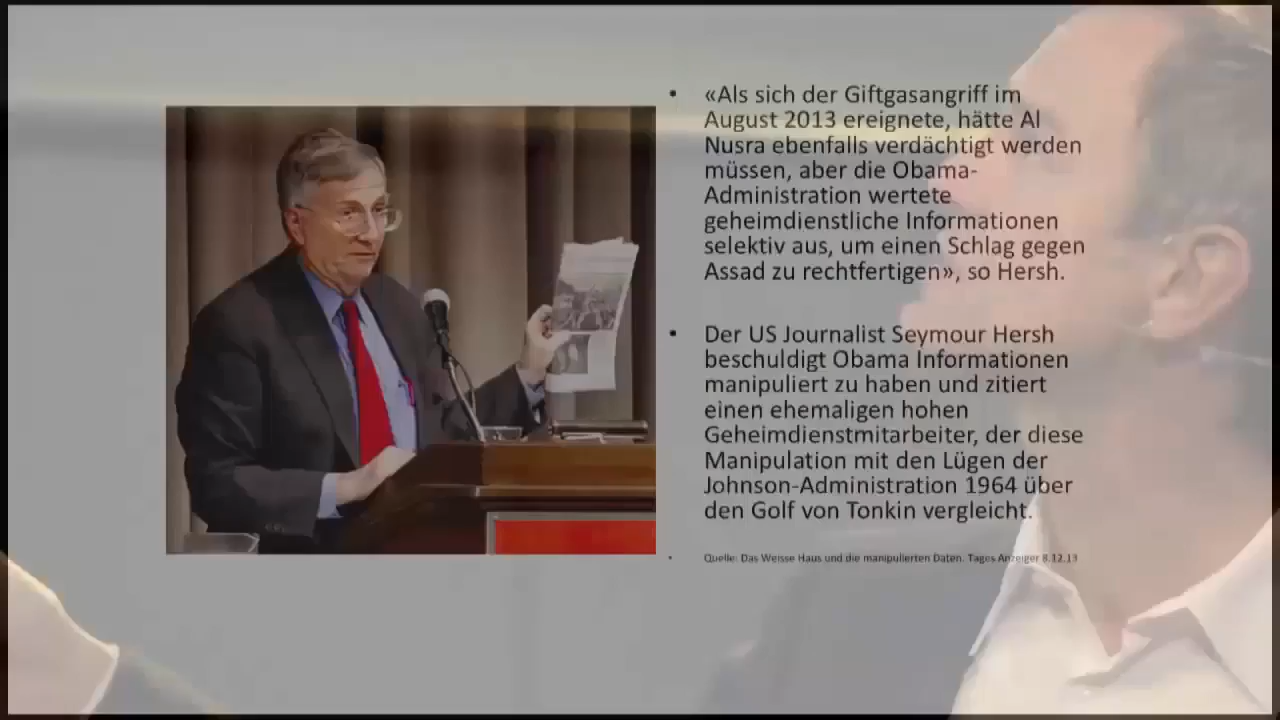 • «Als sich der Giftgasangriff im
August 2013 ereignete, hätte Al
Nusra ebenfalls verdächtigt werden
müssen, aber die Obama-
Administration wertete
geheimdienstliche Informationen
selektiv aus, um einen Schlag gegen
Assad zu rechtfertigen», so Hersh.
• Der US Journalist Seymour Hersh
beschuldigt Obama Informationen
manipuliert zu haben und zitiert
einen ehemaligen hohen
Geheimdienstmitarbeiter, der diese
Manipulation mit den Lügen der
Johnson-Administration 1964 über
den Golf von Tonkin vergleicht.
• Quelle: Das Weisse Haus und die manipulierten Daten. Tages Anzeiger 8.12.13